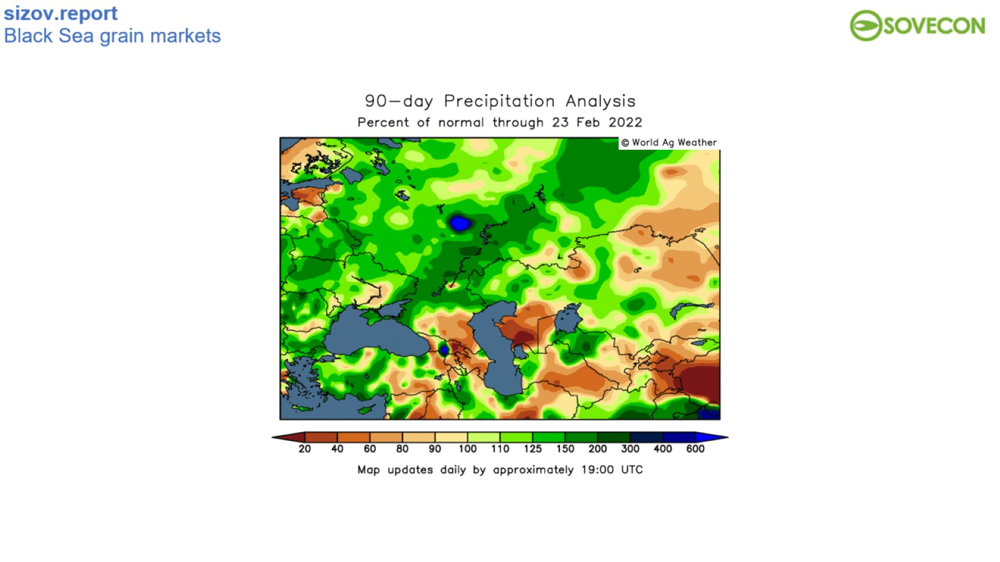 sizov.report
Black Sea grain markets
SOVECON
90-day Precipitation Analysis
Percent of normal through 23 Feb 2022
© World Ag Weather
20 40 60 80 90 100 110 125 150 200 300 400 600
Map updates daily by approximately 19:00 UTC